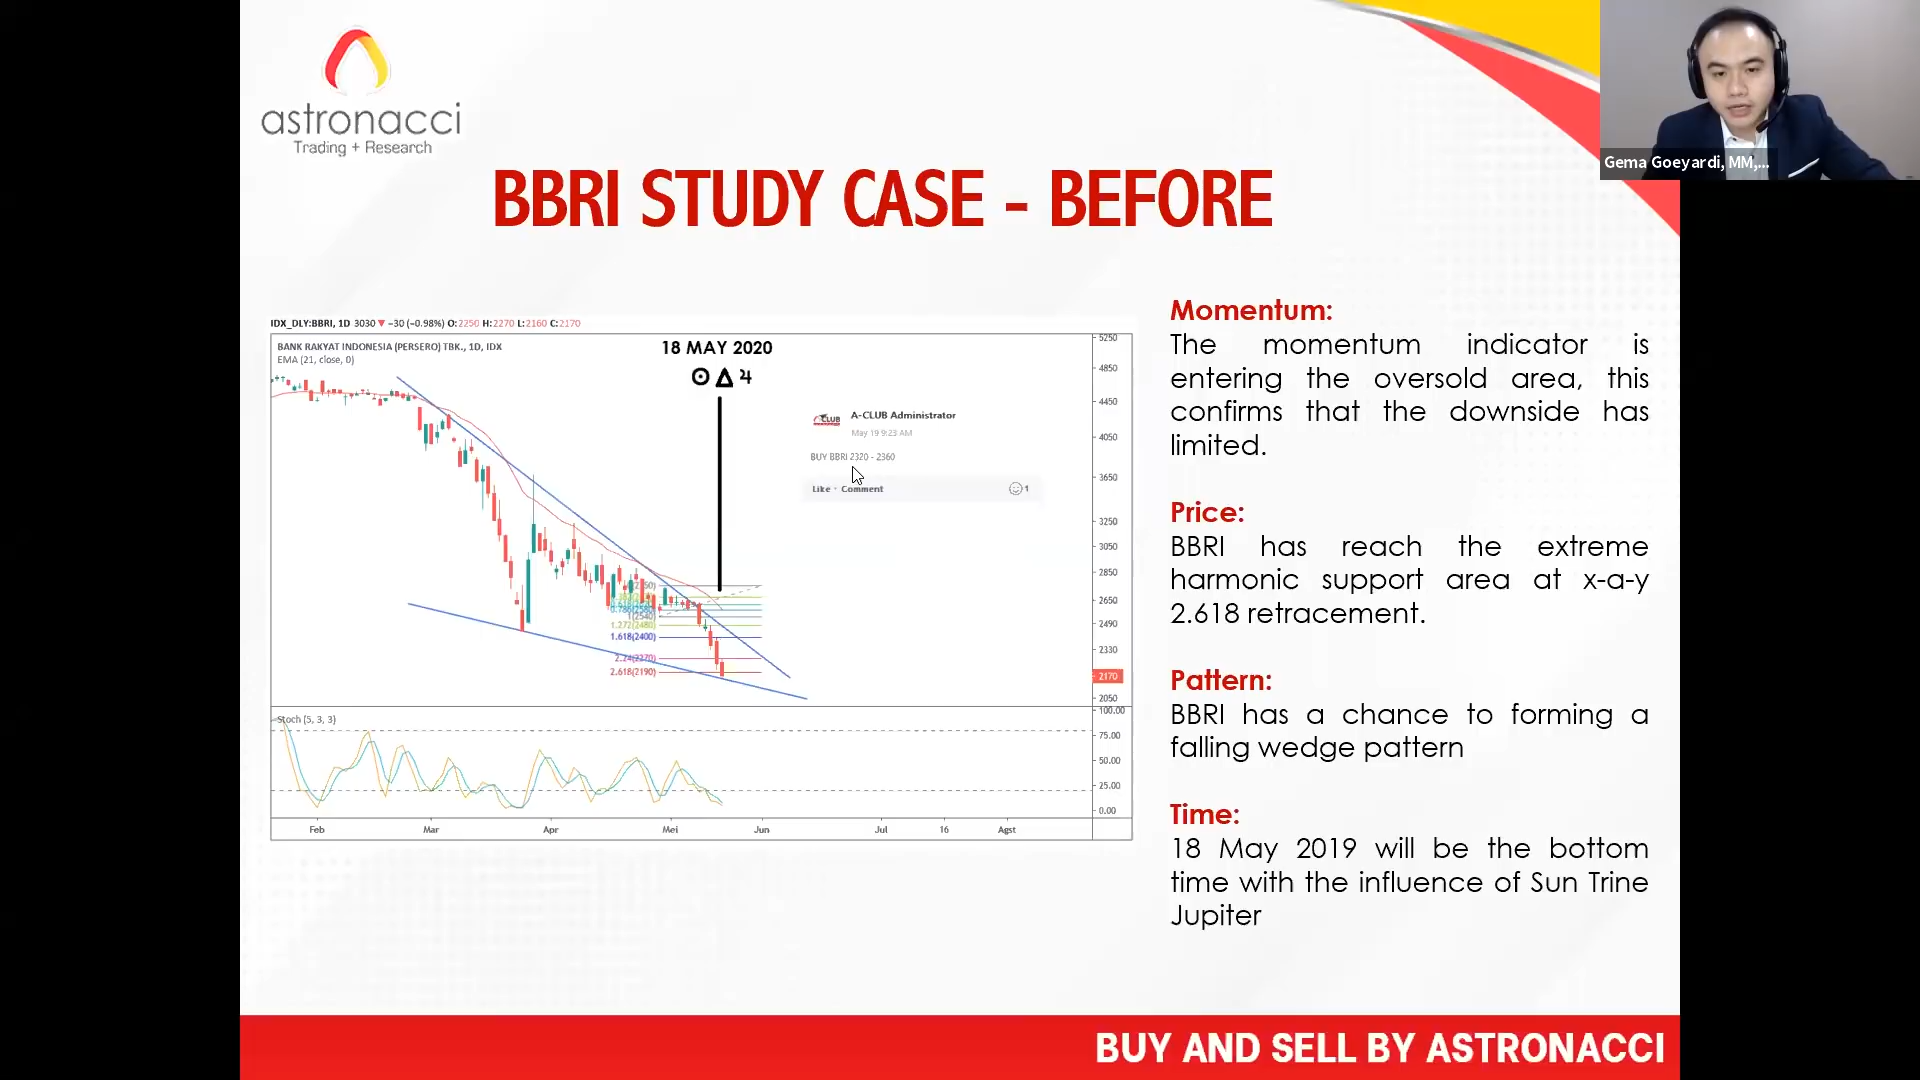 astronacci
Trading + Research
Gema Goeyardi, MM,...
BBRI STUDY CASE - BEFORE
IDX_DLY:BBRI, 1D 3030 ▼ −30 (−0.98%) O:2250 H:2270 L:2160 C:2170
BANK RAKYAT INDONESIA (PERSERO) TBK., 1D, IDX
EMA (21, close, 0)
18 MAY 2020
A-CLUB Administrator
May 19 9:23 AM
BUY BBRI 2320 - 2360
Like · Comment
1
5250
4850
4450
4050
3650
3250
3050
2850
2650
2490
2330
2170
2050
1(2540)
1.272(2480)
1.618(2400)
2.24(2270)
2.618(2190)
Stoch (5, 3, 3)
100.00
75.00
50.00
25.00
0.00
Feb Mar Apr Mei Jun Jul 16 Agst
Momentum:
The momentum indicator is
entering the oversold area, this
confirms that the downside has
limited.
Price:
BBRI has reach the extreme
harmonic support area at x-a-y
2.618 retracement.
Pattern:
BBRI has a chance to forming a
falling wedge pattern
Time:
18 May 2019 will be the bottom
time with the influence of Sun Trine
Jupiter
BUY AND SELL BY ASTRONACCI